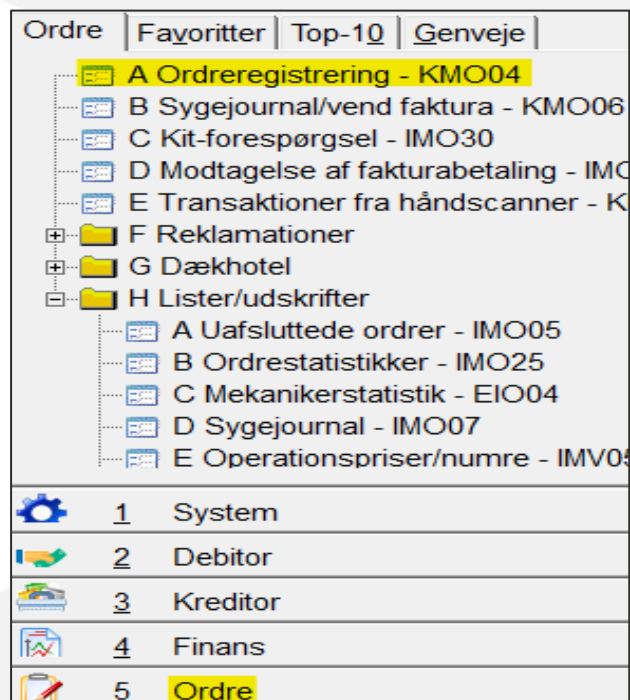 Ordre Favoritter Top-10 Genveje
A Ordreregistrering - KMO04
B Sygejournal/vend faktura - KMO06
C Kit-forespørgsel - IMO30
D Modtagelse af fakturabetaling - IMO
E Transaktioner fra håndscanner - K
F Reklamationer
G Dækhotel
H Lister/udskrifter
A Uafsluttede ordrer - IMO05
B Ordrestatistikker - IMO25
C Mekanikerstatistik - EIO04
D Sygejournal - IMO07
E Operationspriser/numre - IMV05
1 System
2 Debitor
3 Kreditor
4 Finans
5 Ordre